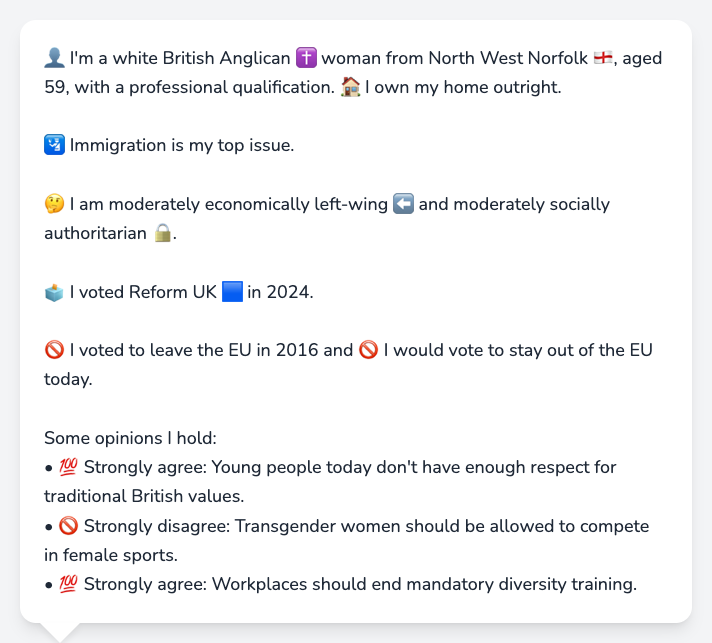 👤 I'm a white British Anglican ✝️ woman from North West Norfolk 🏴󠁧󠁢󠁥󠁮󠁧󠁿, aged
59, with a professional qualification. 🏠 I own my home outright.
🛂 Immigration is my top issue.
🤔 I am moderately economically left-wing ⬅️ and moderately socially
authoritarian 🔒.
🗳️ I voted Reform UK 🟦 in 2024.
🚫 I voted to leave the EU in 2016 and 🚫 I would vote to stay out of the EU
today.
Some opinions I hold:
• 💯 Strongly agree: Young people today don't have enough respect for
traditional British values.
• 🚫 Strongly disagree: Transgender women should be allowed to compete
in female sports.
• 💯 Strongly agree: Workplaces should end mandatory diversity training.